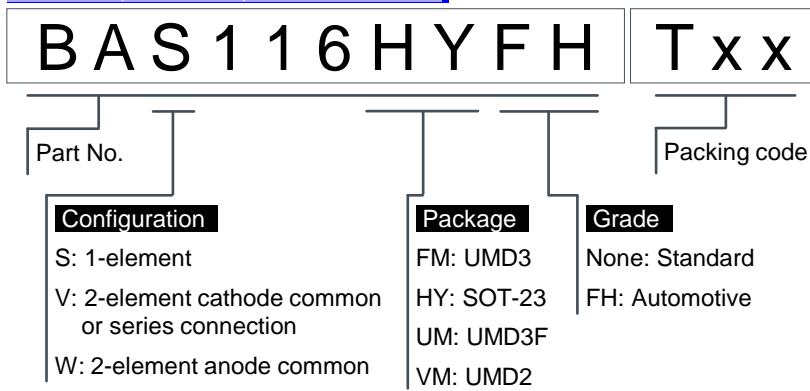 BAS116HYFH Txx
Part No.
Packing code
Configuration
S: 1-element
V: 2-element cathode common
or series connection
W: 2-element anode common
Package
FM: UMD3
HY: SOT-23
UM: UMD3F
VM: UMD2
Grade
None: Standard
FH: Automotive